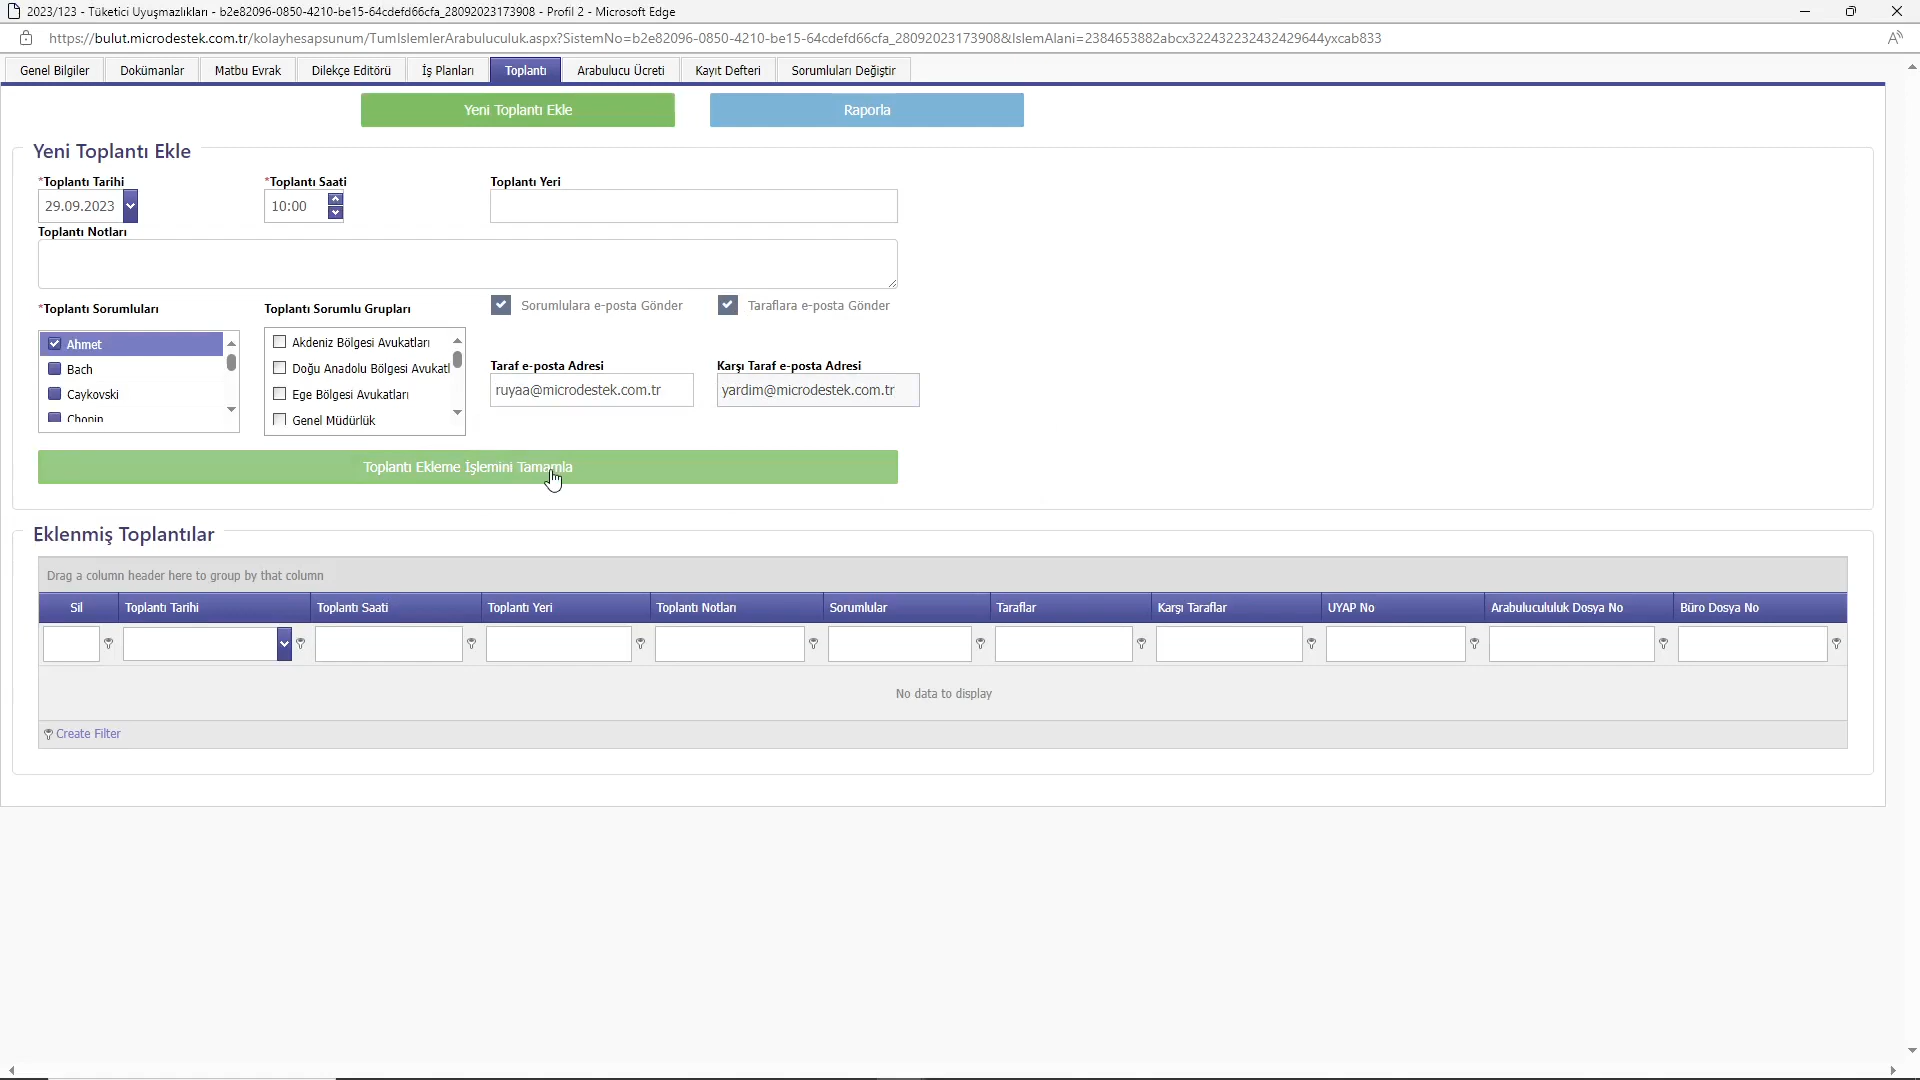 2023/123 - Tüketici Uyuşmazlıkları - b2e82096-0850-4210-be15-64cdefd66cfa_28092023173908 - Profil 2 - Microsoft Edge
https://bulut.microdestek.com.tr/kolayhesapsunum/TumIslemlerArabuluculuk.aspx?SistemNo=b2e82096-0850-4210-be15-64cdefd66cfa_28092023173908&IslemAlani=2384653882abcx322432232432429644yxcab833
Genel Bilgiler Dokümanlar Matbu Evrak Dilekçe Editörü İş Planları Toplantı Arabulucu Ücreti Kayıt Defteri Sorumluları Değiştir
Yeni Toplantı Ekle Raporla
Yeni Toplantı Ekle
*Toplantı Tarihi *Toplantı Saati Toplantı Yeri
29.09.2023 10:00
Toplantı Notları
*Toplantı Sorumluları Toplantı Sorumlu Grupları Sorumlulara e-posta Gönder Taraflara e-posta Gönder
Ahmet Akdeniz Bölgesi Avukatları
Bach Doğu Anadolu Bölgesi Avukatl Taraf e-posta Adresi Karşı Taraf e-posta Adresi
Caykovski Ege Bölgesi Avukatları ruyaa@microdestek.com.tr yardim@microdestek.com.tr
Chopin Genel Müdürlük
Toplantı Ekleme İşlemini Tamamla
Eklenmiş Toplantılar
Drag a column header here to group by that column
Sil Toplantı Tarihi Toplantı Saati Toplantı Yeri Toplantı Notları Sorumlular Taraflar Karşı Taraflar UYAP No Arabulucululuk Dosya No Büro Dosya No
No data to display
Create Filter